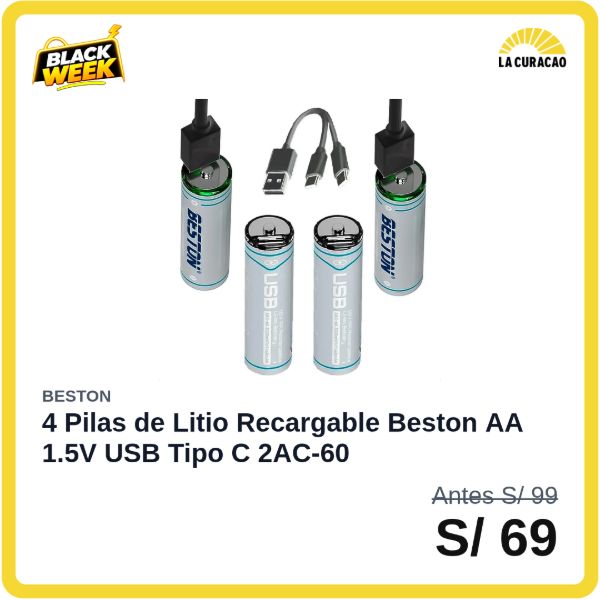 BLACK
WEEK
LA CURACAO
BESTON
BESTON
USB
USB
BESTON
4 Pilas de Litio Recargable Beston AA
1.5V USB Tipo C 2AC-60
Antes S/ 99
S/ 69